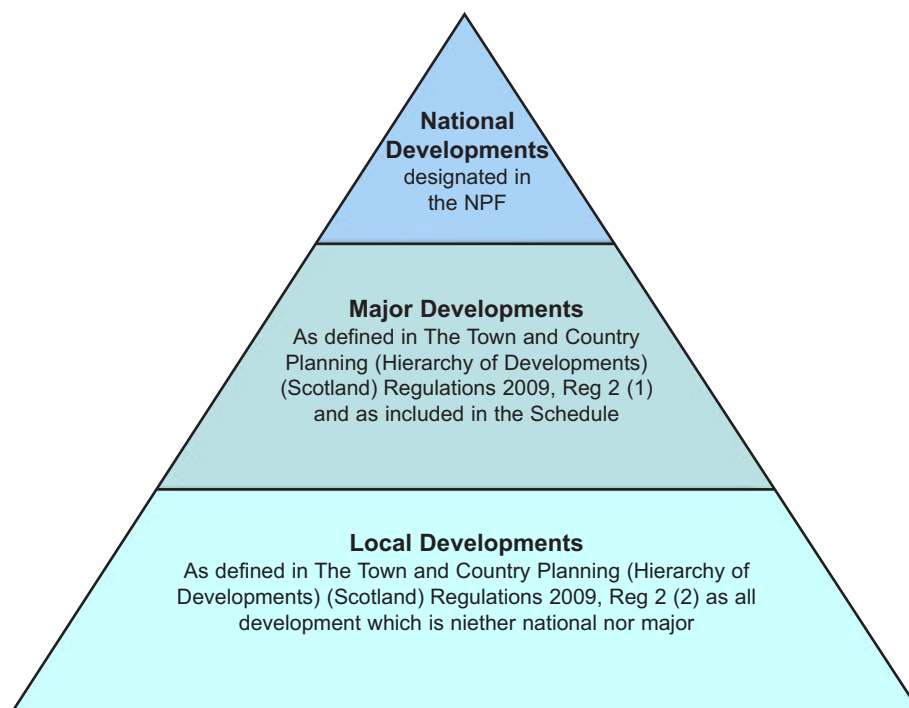 National
Developments
designated in
the NPF
Major Developments
As defined in The Town and Country
Planning (Hierarchy of Developments)
(Scotland) Regulations 2009, Reg 2 (1)
and as included in the Schedule
Local Developments
As defined in The Town and Country Planning (Hierarchy of
Developments) (Scotland) Regulations 2009, Reg 2 (2) as all
development which is niether national nor major